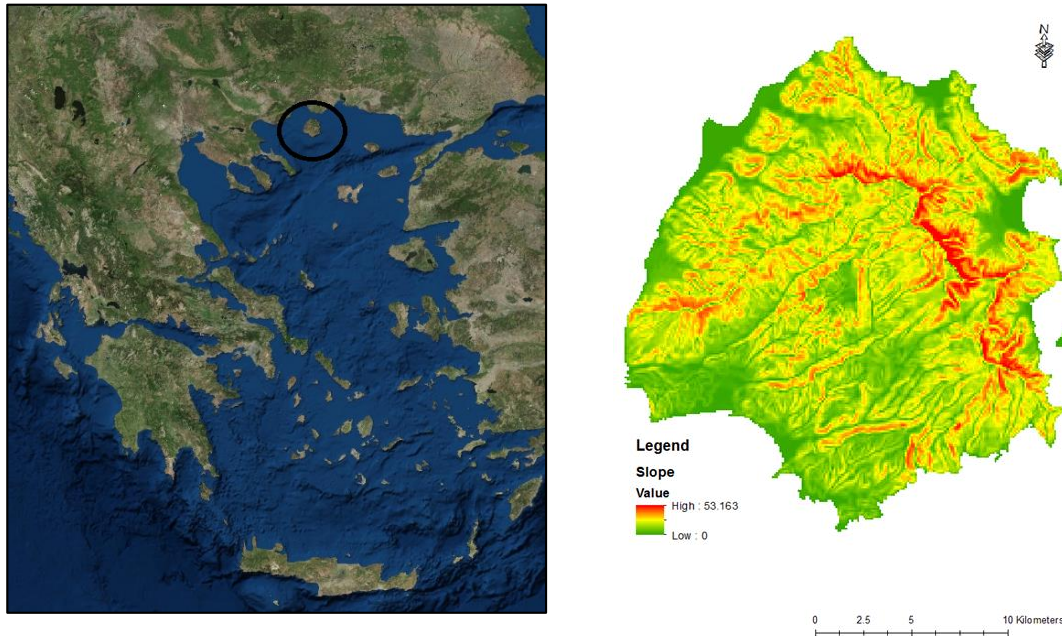 N
Legend
Slope
Value
High : 53.163
Low : 0
0 2.5 5 10 Kilometers